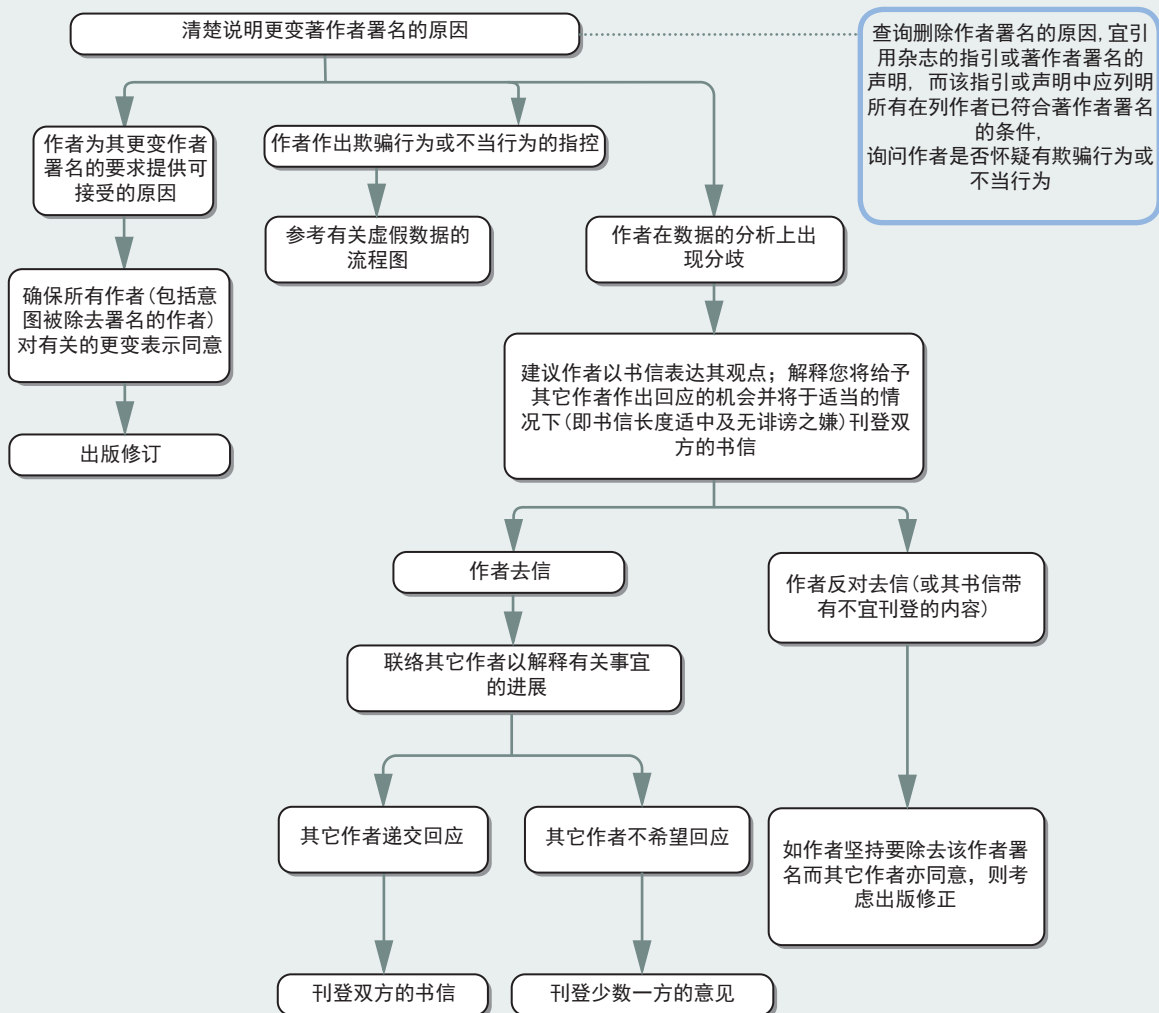 清楚说明更变著作者署名的原因
查询删除作者署名的原因,宜引
用杂志的指引或著作者署名的
声明, 而该指引或声明中应列明
所有在列作者已符合著作者署名
的条件,
询问作者是否怀疑有欺骗行为或
不当行为
作者为其更变作者
署名的要求提供可
接受的原因
作者作出欺骗行为或不当行为的指控
参考有关虚假数据的
流程图
作者在数据的分析上出
现分歧
确保所有作者(包括意
图被除去署名的作者)
对有关的更变表示同意
出版修订
建议作者以书信表达其观点；解释您将给予
其它作者作出回应的机会并将于适当的情
况下(即书信长度适中及无诽谤之嫌)刊登双
方的书信
作者去信
作者反对去信(或其书信带
有不宜刊登的内容)
联络其它作者以解释有关事宜
的进展
其它作者递交回应
其它作者不希望回应
如作者坚持要除去该作者署
名而其它作者亦同意，则考
虑出版修正
刊登双方的书信
刊登少数一方的意见